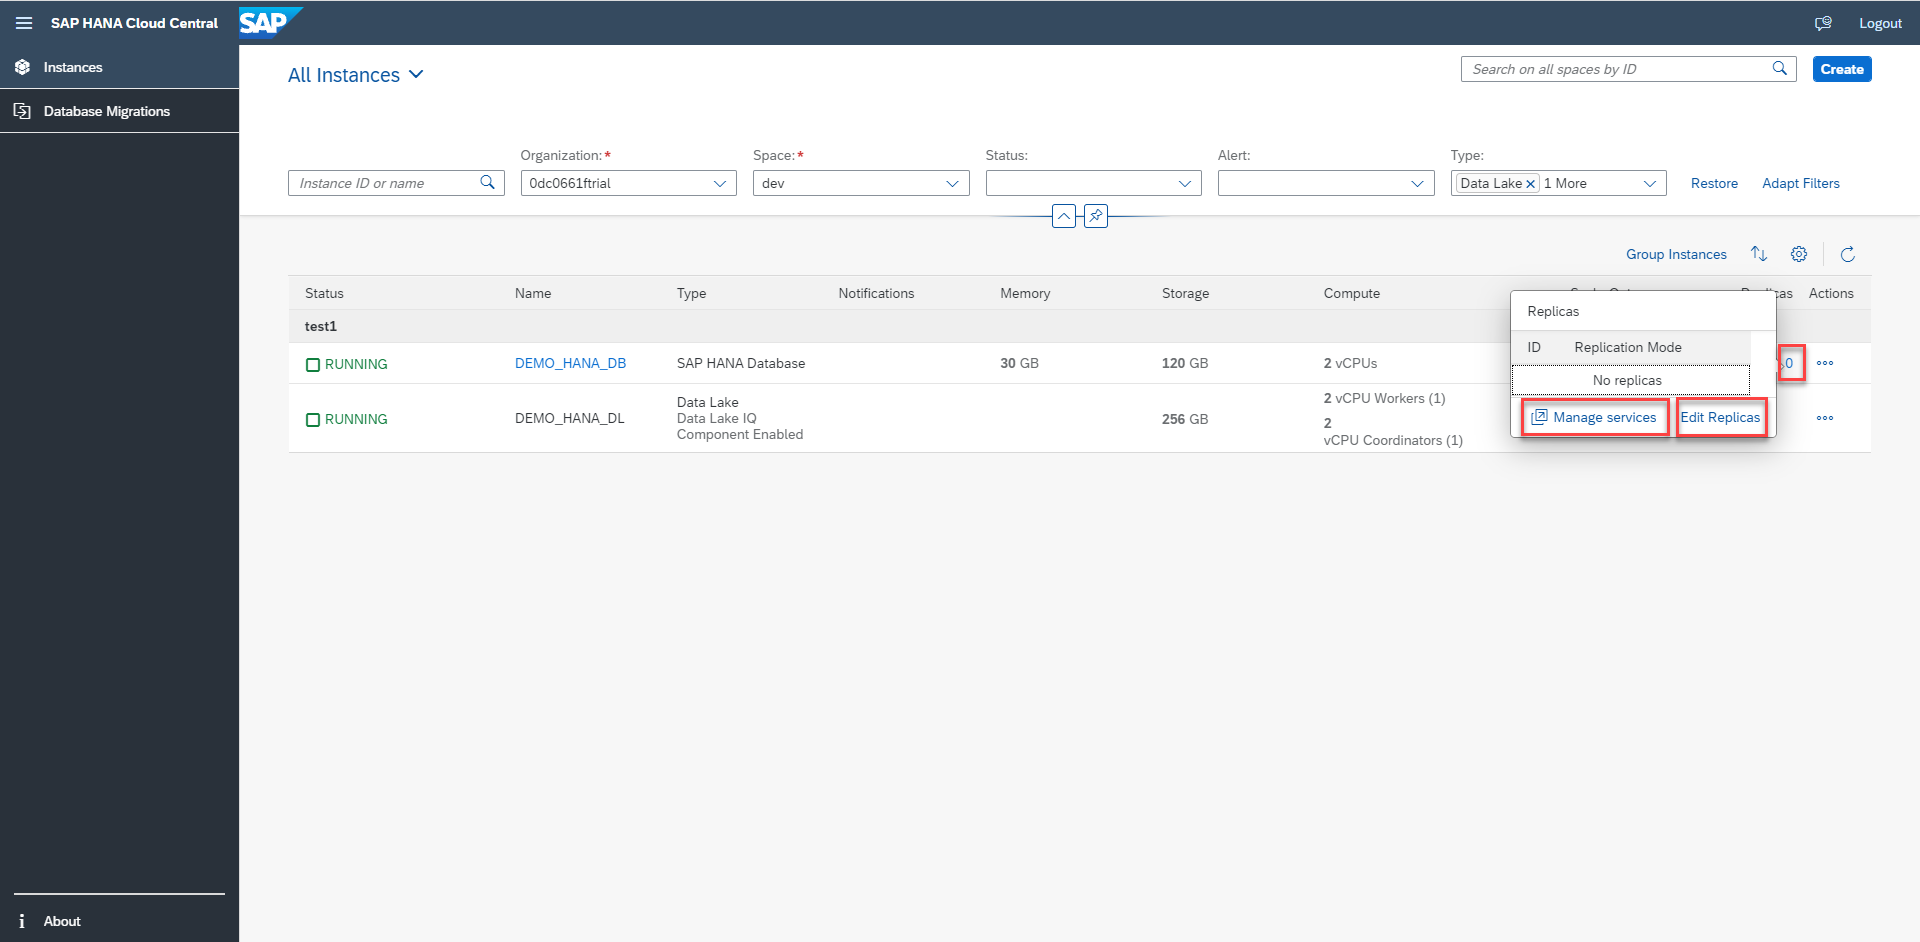 SAP HANA Cloud Central
SAP
Logout
Instances
Database Migrations
All Instances
Search on all spaces by ID
Create
Organization:*
Space:*
Status:
Alert:
Type:
Instance ID or name
0dc0661ftrial
dev
Data Lake
1 More
Restore
Adapt Filters
Group Instances
Status
Name
Type
Notifications
Memory
Storage
Compute
Actions
test1
RUNNING
DEMO_HANA_DB
SAP HANA Database
30 GB
120 GB
2 vCPUs
0
RUNNING
DEMO_HANA_DL
Data Lake
Data Lake IQ
Component Enabled
256 GB
2 vCPU Workers (1)
2
vCPU Coordinators (1)
Replicas
ID
Replication Mode
No replicas
Manage services
Edit Replicas
About